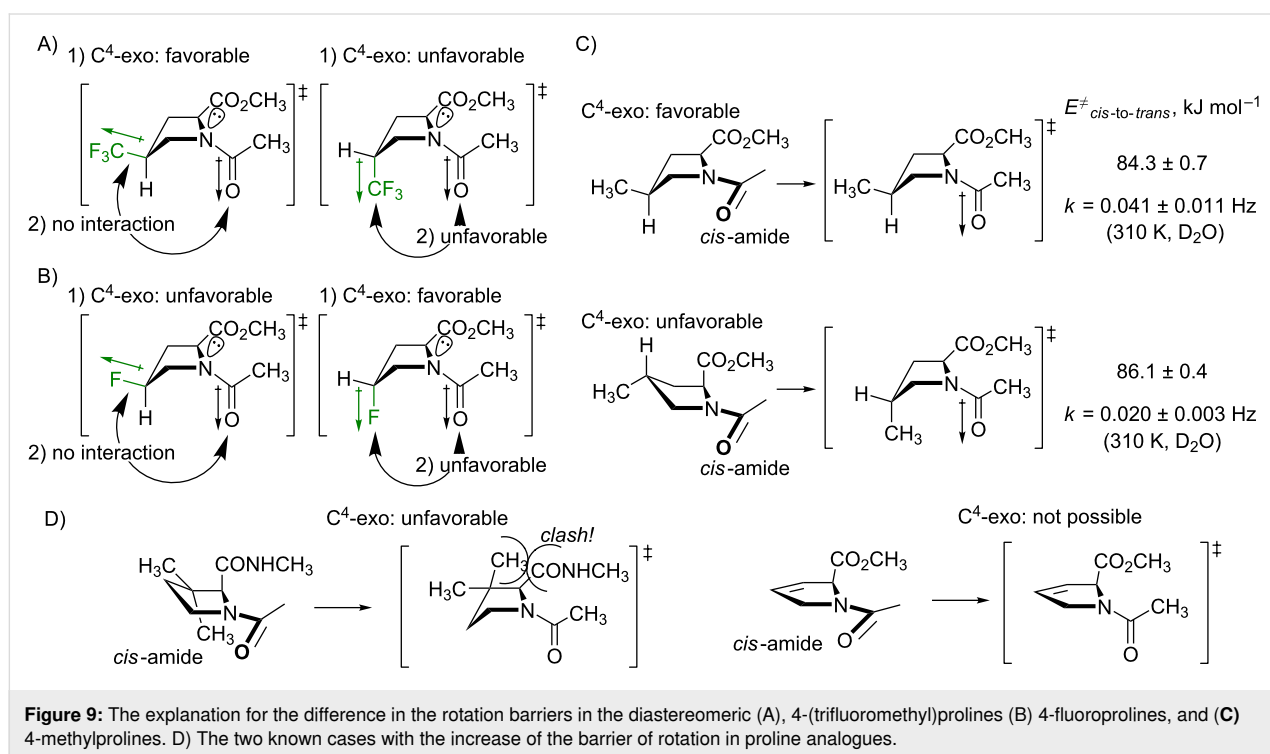 A)
1) C⁴-exo: favorable
CO₂CH₃
N
CH₃
F₃C
H
O
‡
2) no interaction
1) C⁴-exo: unfavorable
CO₂CH₃
H
N
CH₃
CF₃
O
‡
2) unfavorable
B)
1) C⁴-exo: unfavorable
CO₂CH₃
N
CH₃
F
H
O
‡
2) no interaction
1) C⁴-exo: favorable
CO₂CH₃
H
N
CH₃
F
O
‡
2) unfavorable
C)
C⁴-exo: favorable
CO₂CH₃
H₃C
N
H
O
cis-amide
CO₂CH₃
H₃C
N
CH₃
H
O
‡
E≠cis-to-trans, kJ mol⁻¹
84.3 ± 0.7
k = 0.041 ± 0.011 Hz
(310 K, D₂O)
C⁴-exo: unfavorable
H
CO₂CH₃
H₃C
N
O
cis-amide
CO₂CH₃
H
N
CH₃
CH₃
O
‡
86.1 ± 0.4
k = 0.020 ± 0.003 Hz
(310 K, D₂O)
D)
C⁴-exo: unfavorable
H₃C
CONHCH₃
N
CH₃
O
cis-amide
clash!
CH₃
CONHCH₃
H₃C
N
CH₃
O
‡
C⁴-exo: not possible
CO₂CH₃
N
O
cis-amide
CO₂CH₃
N
CH₃
O
‡
Figure 9: The explanation for the difference in the rotation barriers in the diastereomeric (A), 4-(trifluoromethyl)prolines (B) 4-fluoroprolines, and (C)
4-methylprolines. D) The two known cases with the increase of the barrier of rotation in proline analogues.